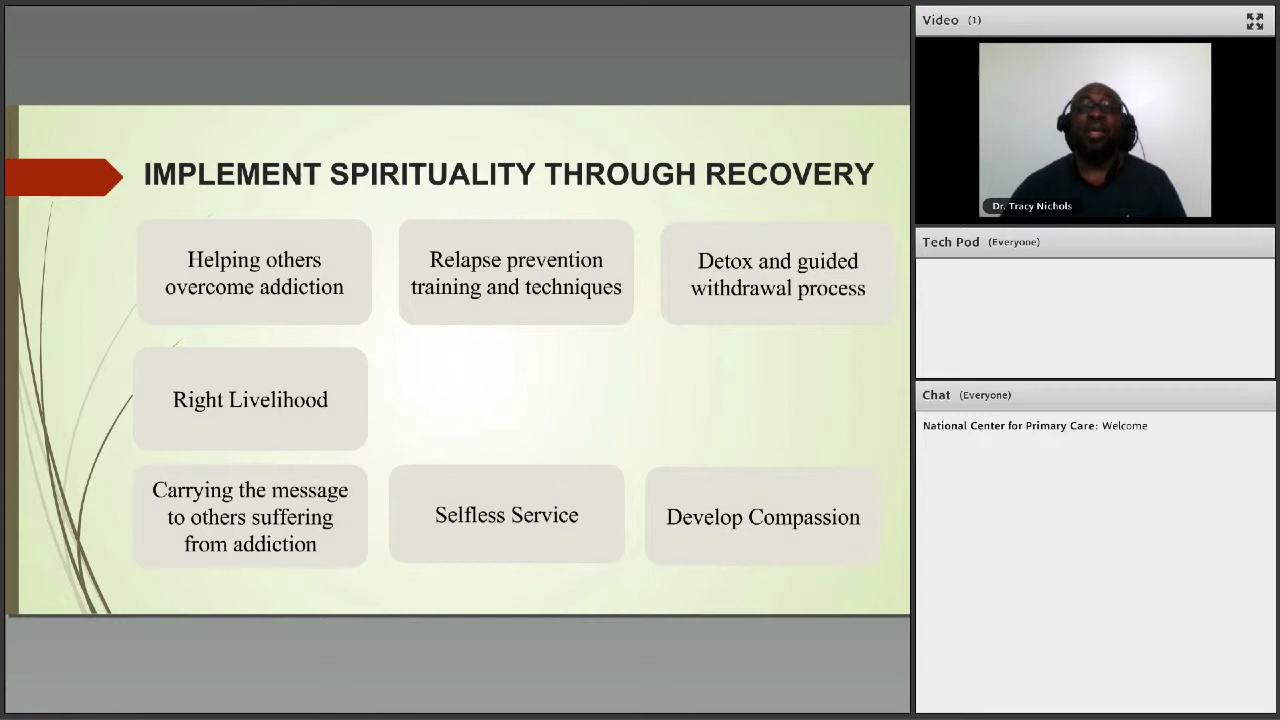 IMPLEMENT SPIRITUALITY THROUGH RECOVERY
Helping others
overcome addiction
Relapse prevention
training and techniques
Detox and guided
withdrawal process
Right Livelihood
Carrying the message
to others suffering
from addiction
Selfless Service
Develop Compassion
Video (1)
Dr. Tracy Nichols
Tech Pod (Everyone)
Chat (Everyone)
National Center for Primary Care: Welcome